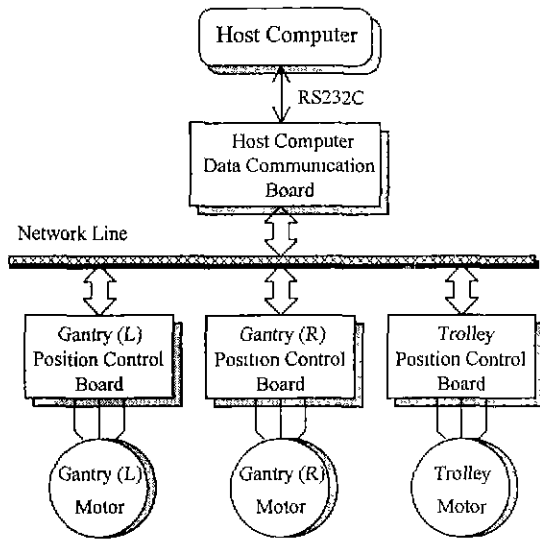 Host Computer
RS232C
Host Computer
Data Communication
Board
Network Line
Gantry (L)
Position Control
Board
Gantry (R)
Position Control
Board
Trolley
Position Control
Board
Gantry (L)
Motor
Gantry (R)
Motor
Trolley
Motor